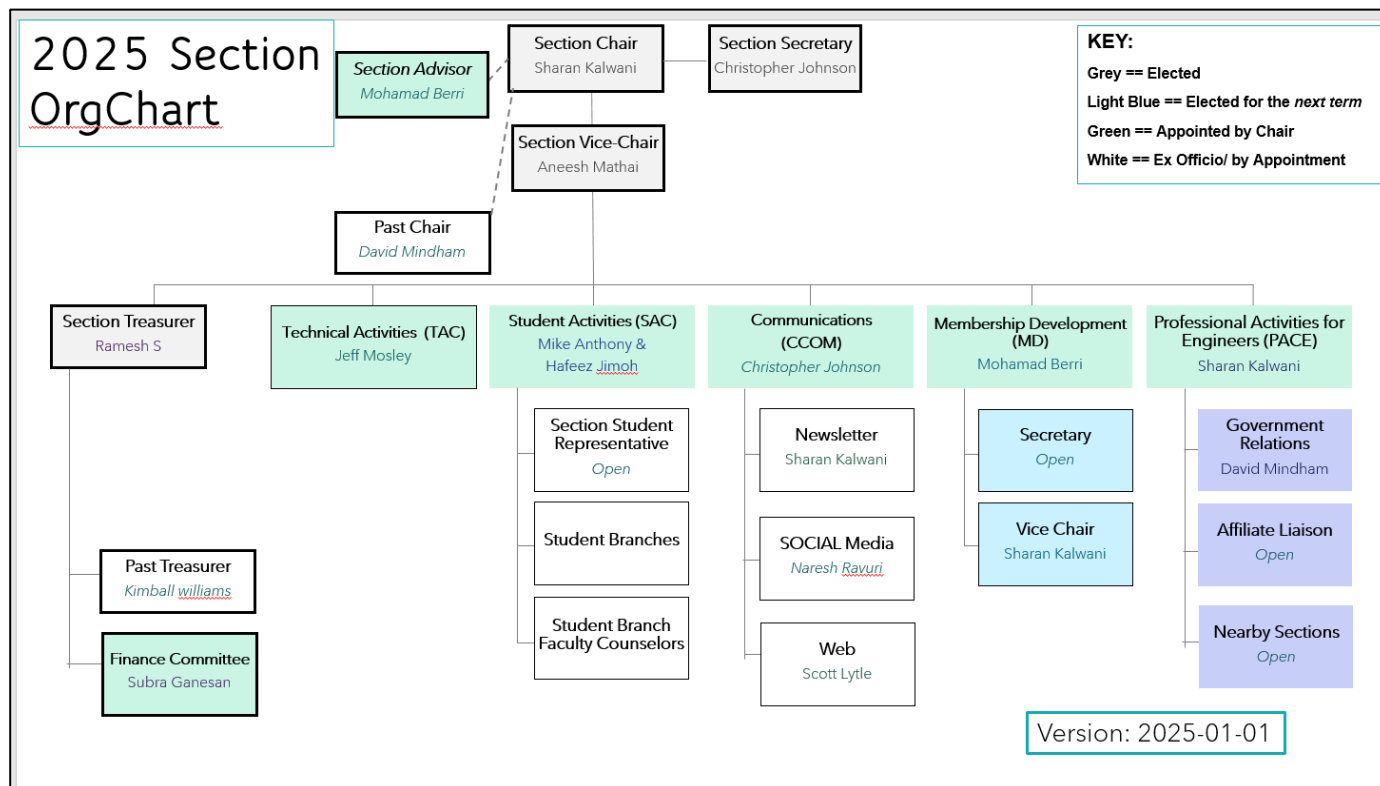 2025 Section
OrgChart
Section Advisor
Mohamad Berri
Section Chair
Sharan Kalwani
Section Secretary
Christopher Johnson
KEY:
Grey == Elected
Light Blue == Elected for the next term
Green == Appointed by Chair
White == Ex Officio/ by Appointment
Section Vice-Chair
Aneesh Mathai
Past Chair
David Mindham
Section Treasurer
Ramesh S
Technical Activities (TAC)
Jeff Mosley
Student Activities (SAC)
Mike Anthony &
Hafeez Jimoh
Communications
(CCOM)
Christopher Johnson
Membership Development
(MD)
Mohamad Berri
Professional Activities for
Engineers (PACE)
Sharan Kalwani
Section Student
Representative
Open
Student Branches
Student Branch
Faculty Counselors
Newsletter
Sharan Kalwani
SOCIAL Media
Naresh Ravuri
Web
Scott Lytle
Secretary
Open
Vice Chair
Sharan Kalwani
Government
Relations
David Mindham
Affiliate Liaison
Open
Nearby Sections
Open
Past Treasurer
Kimball williams
Finance Committee
Subra Ganesan
Version: 2025-01-01